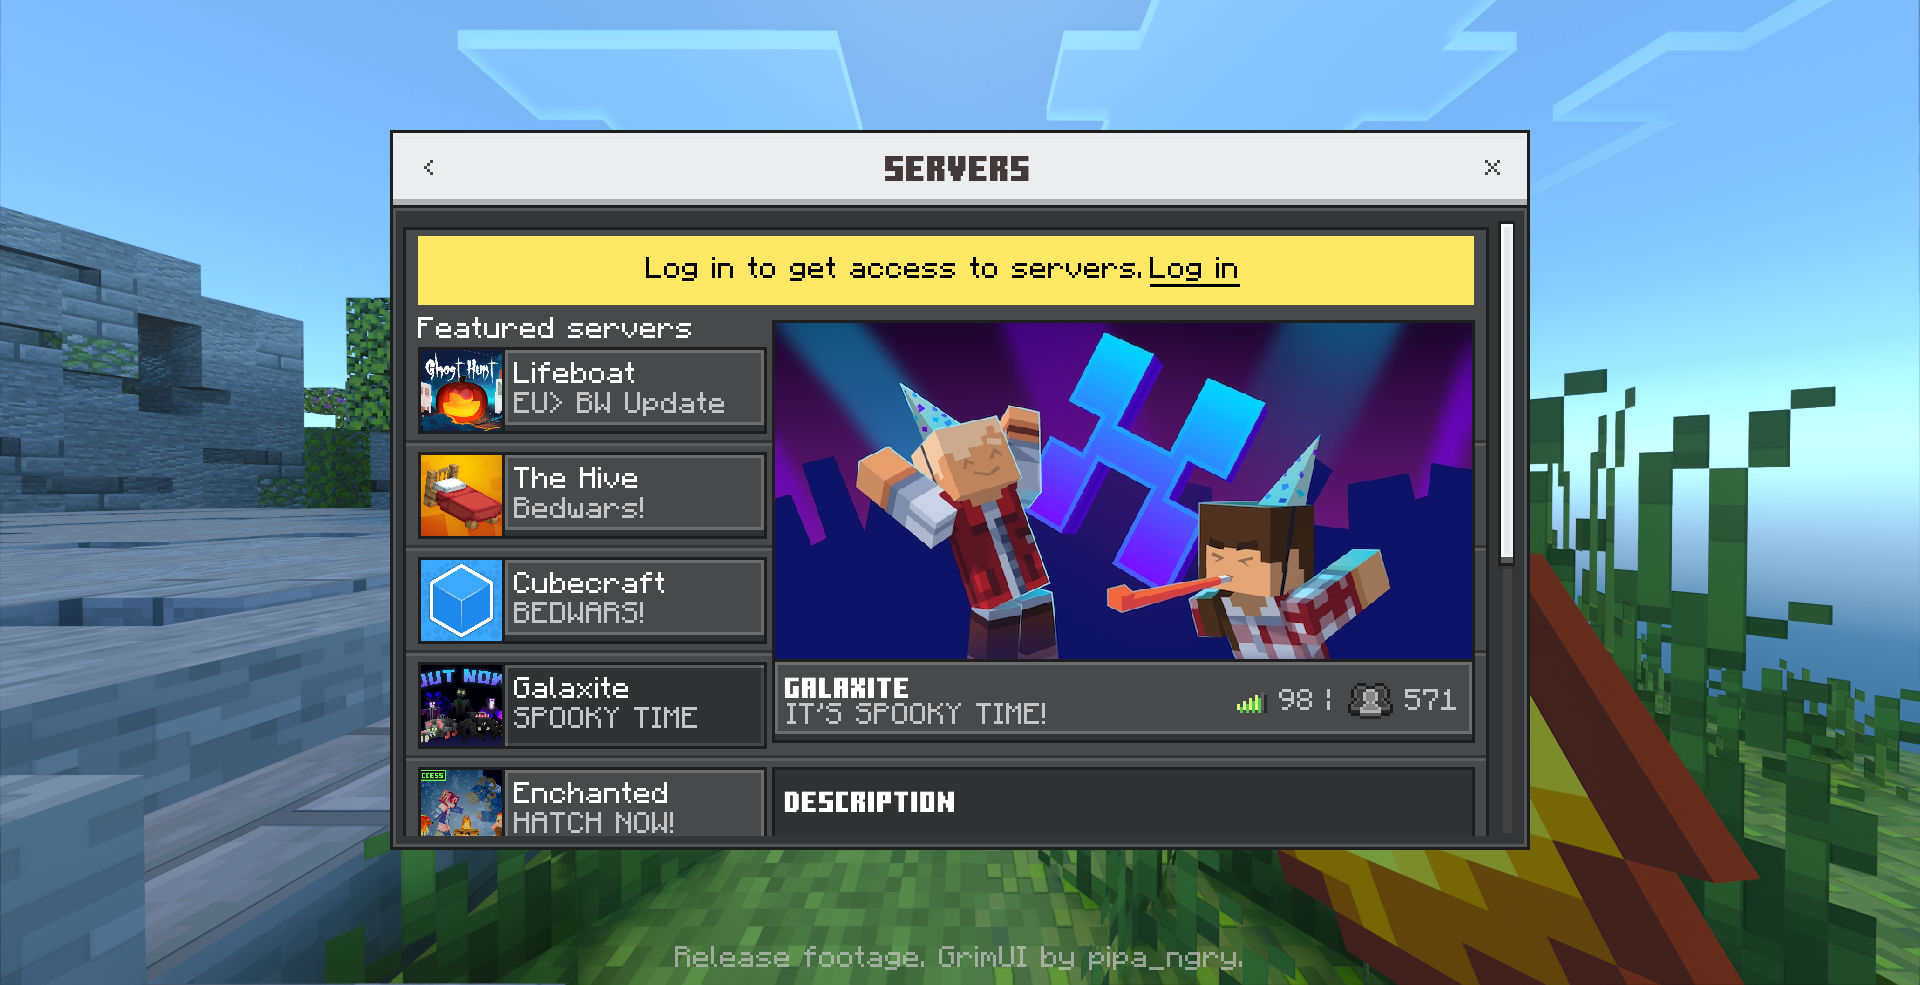 SERVERS
Log in to get access to servers. Log in
Featured servers
Ghost Hunt
Lifeboat
EU> BW Update
The Hive
Bedwars!
Cubecraft
BEDWARS!
OUT NOW
Galaxite
SPOOKY TIME
Enchanted
HATCH NOW!
GALAXITE
IT'S SPOOKY TIME!
98 | 571
DESCRIPTION
Release footage. GrimUI by pipa_ngry.